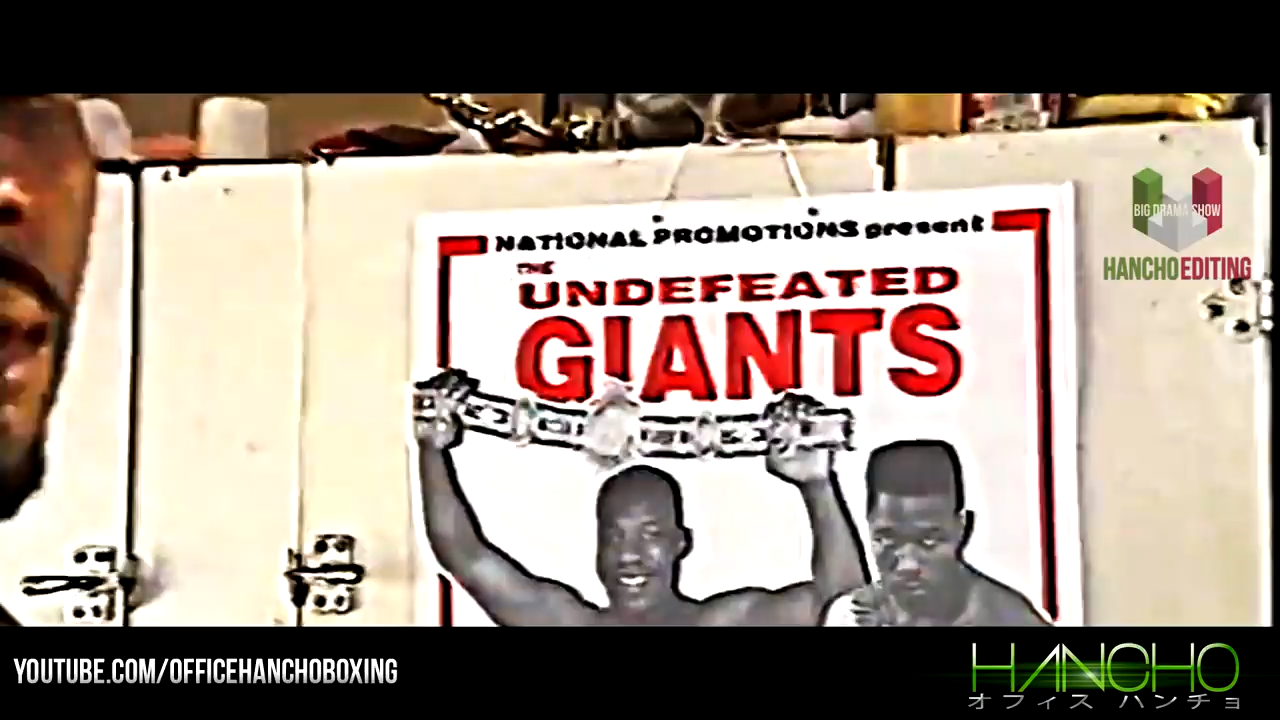 BIG DRAMA SHOW
HANCHOEDITING
NATIONAL PROMOTIONS present
THE
UNDEFEATED
GIANTS
YOUTUBE.COM/OFFICEHANCHOBOXING
HANCHO
オフィス ハンチョ